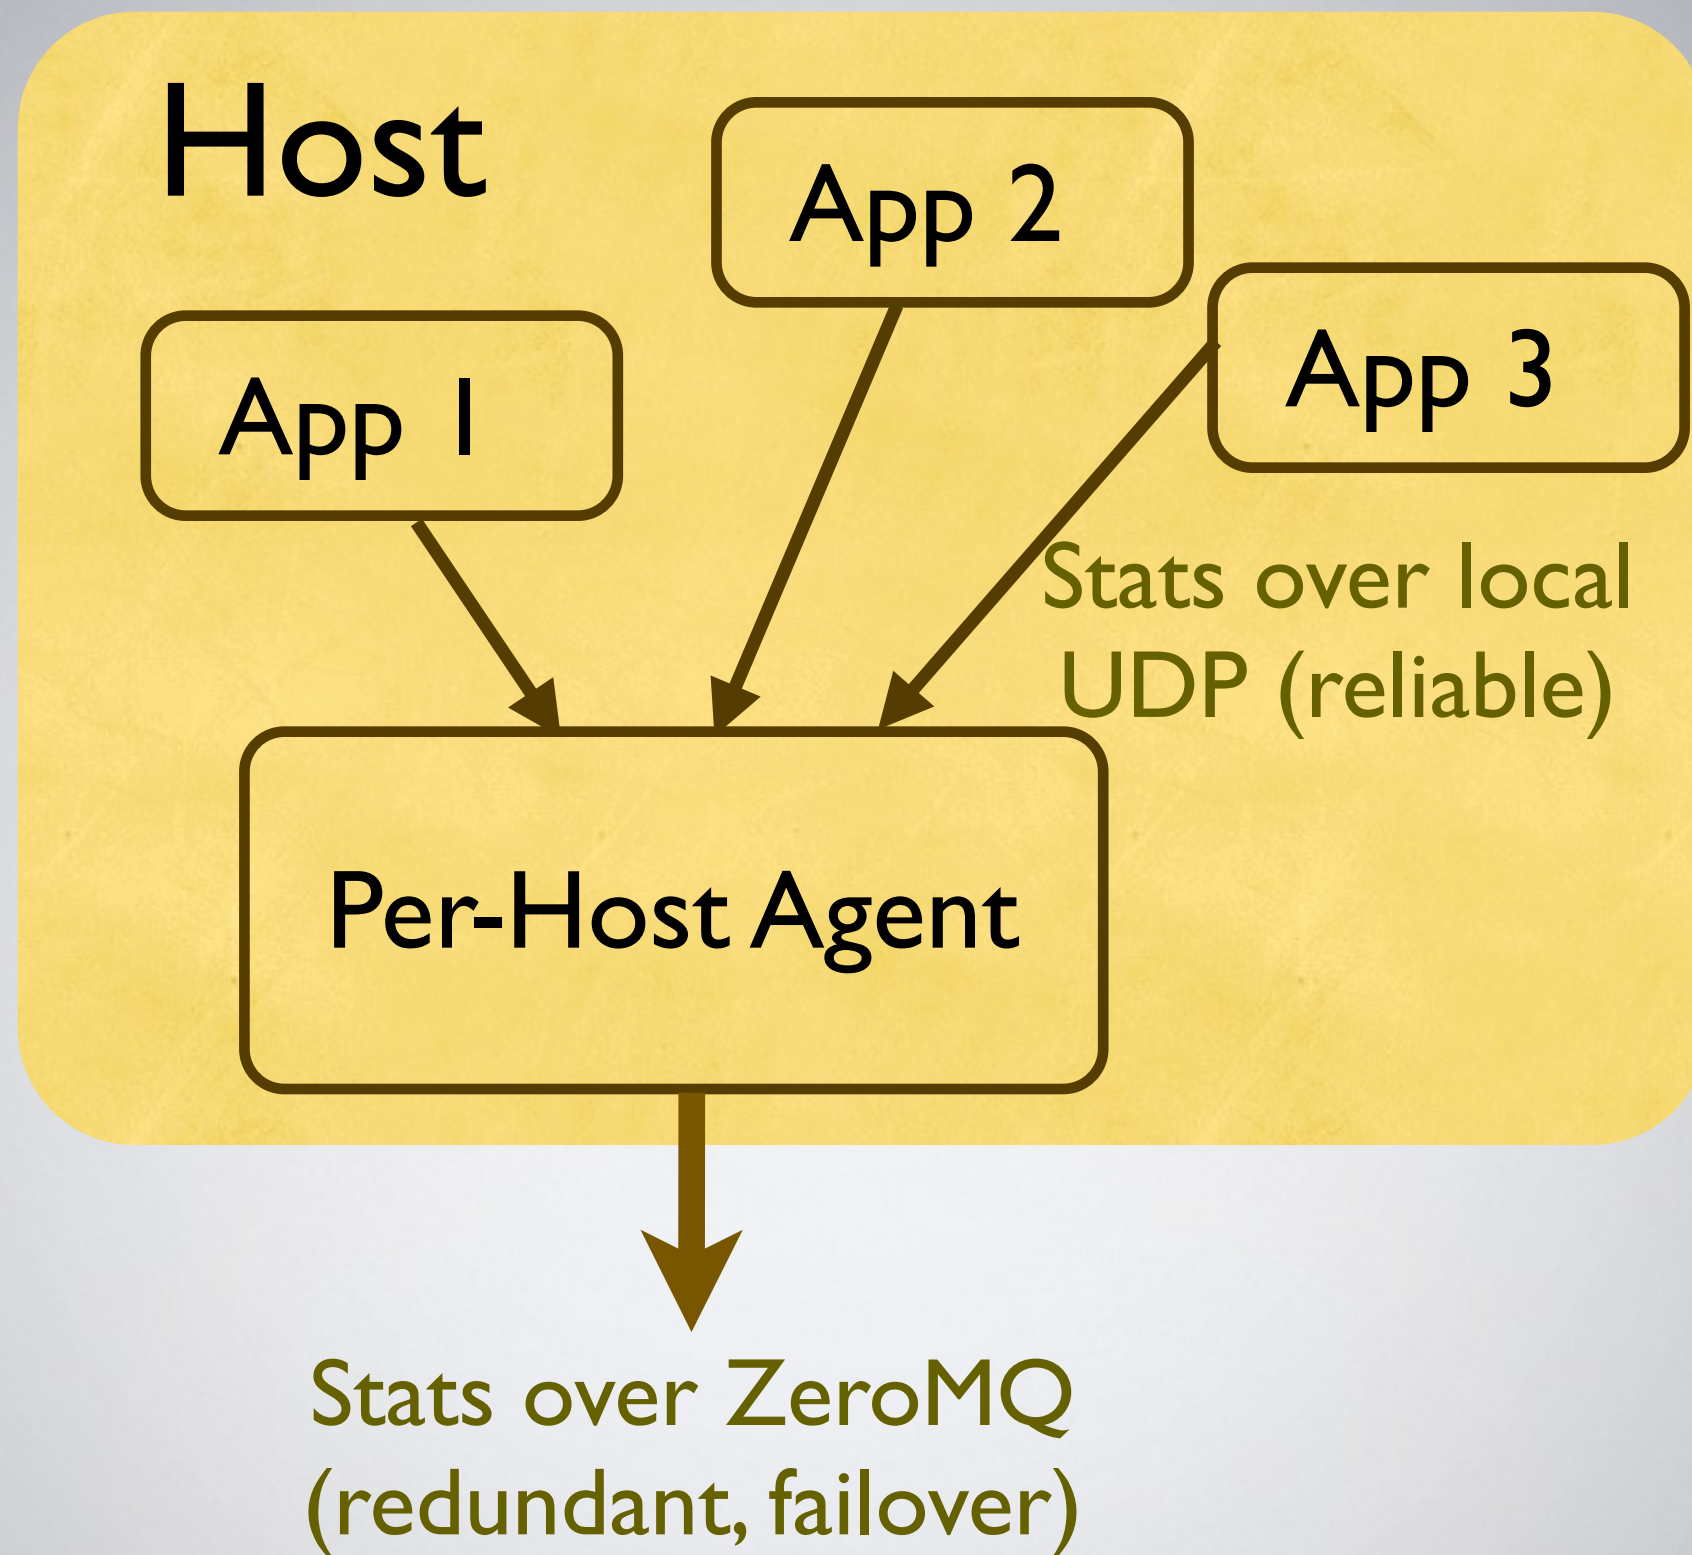 Host
App 2
App 3
App 1
Stats over local
UDP (reliable)
Per-Host Agent
Stats over ZeroMQ
(redundant, failover)